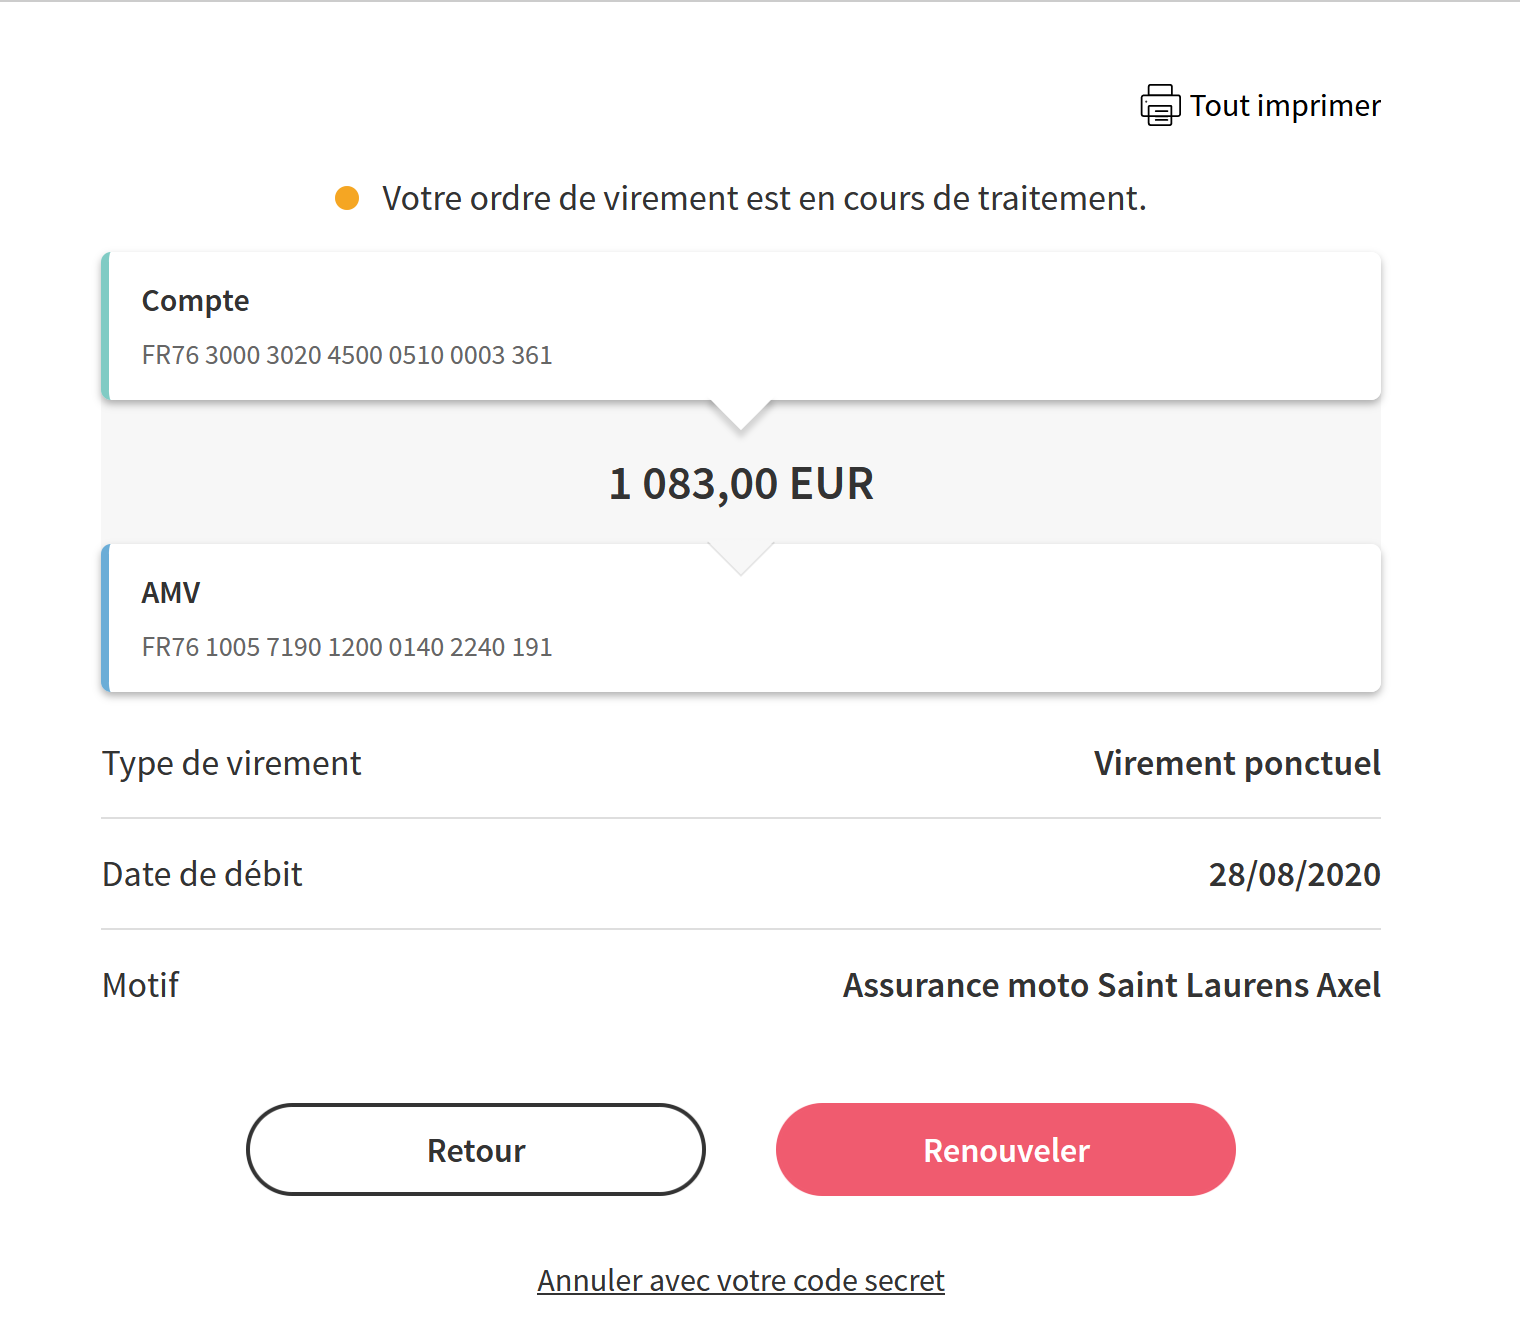 Tout imprimer
Votre ordre de virement est en cours de traitement.
Compte
FR76 3000 3020 4500 0510 0003 361
1 083,00 EUR
AMV
FR76 1005 7190 1200 0140 2240 191
Type de virement Virement ponctuel
Date de débit 28/08/2020
Motif Assurance moto Saint Laurens Axel
Retour Renouveler
Annuler avec votre code secret